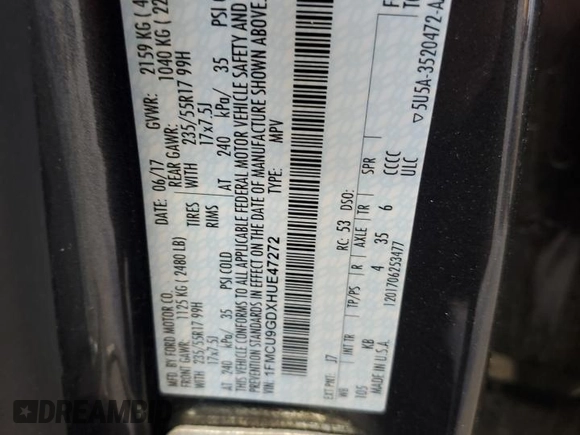 MFD. BY FORD MOTOR CO. DATE: 06/17 GVWR: 2159 KG
FRONT GAWR: 1125 KG ( 2480 LB) REAR GAWR: 1040 KG
235/55R17 99H TIRES WITH 235/55R17 99H
17x7.5J RIMS 17x7.5J
AT 240 kPa/ 35 PSI COLD AT 240 kPa/ 35 PSI
THIS VEHICLE CONFORMS TO ALL APPLICABLE FEDERAL MOTOR VEHICLE SAFETY AND
PREVENTION STANDARDS IN EFFECT ON THE DATE OF MANUFACTURE SHOWN ABOVE.
VIN: 1FMCU9GDXHUE47272 TYPE: MPV
EXT PNT: J7 RC: 53 DSO:
WB INT TR TP/PS R AXLE TR SPR
105 KB 4 35 6 CCCC
MADE IN U.S.A. 1201706253477 ULC
▽5U5A-3520472-A
DREAMBID